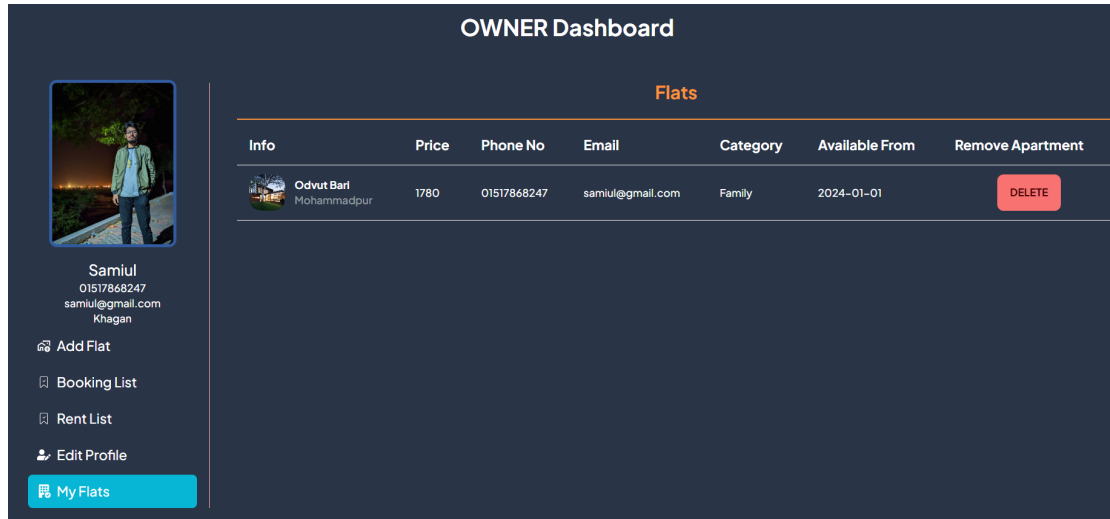 OWNER Dashboard
Samiul
01517868247
samiul@gmail.com
Khagan
Add Flat
Booking List
Rent List
Edit Profile
My Flats
Flats
Info Price Phone No Email Category Available From Remove Apartment
Odvut Bari
Mohammadpur
1780 01517868247 samiul@gmail.com Family 2024-01-01 DELETE